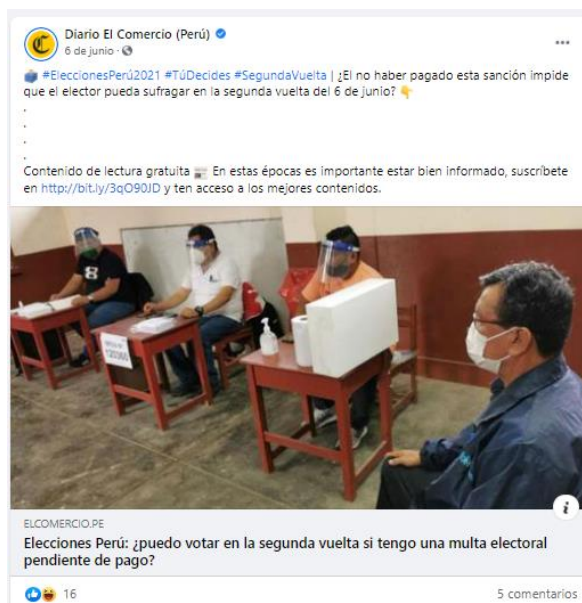 Diario El Comercio (Perú)
6 de junio ·
#EleccionesPerú2021 #TúDecides #SegundaVuelta | ¿El no haber pagado esta sanción impide
que el elector pueda sufragar en la segunda vuelta del 6 de junio?
.
.
.
.
Contenido de lectura gratuita En estas épocas es importante estar bien informado, suscríbete
en http://bit.ly/3qO90JD y ten acceso a los mejores contenidos.
120360
ELCOMERCIO.PE
Elecciones Perú: ¿puedo votar en la segunda vuelta si tengo una multa electoral
pendiente de pago?
16
5 comentarios